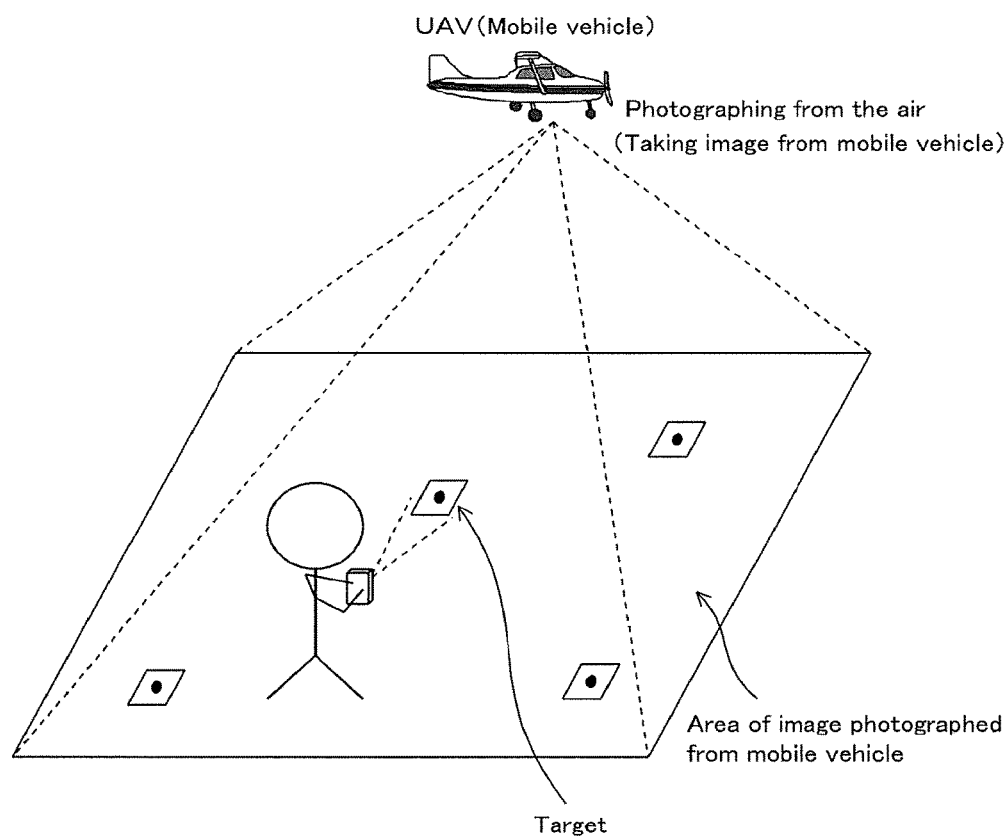 UAV(Mobile vehicle)
Photographing from the air
(Taking image from mobile vehicle)
Area of image photographed
from mobile vehicle
Target